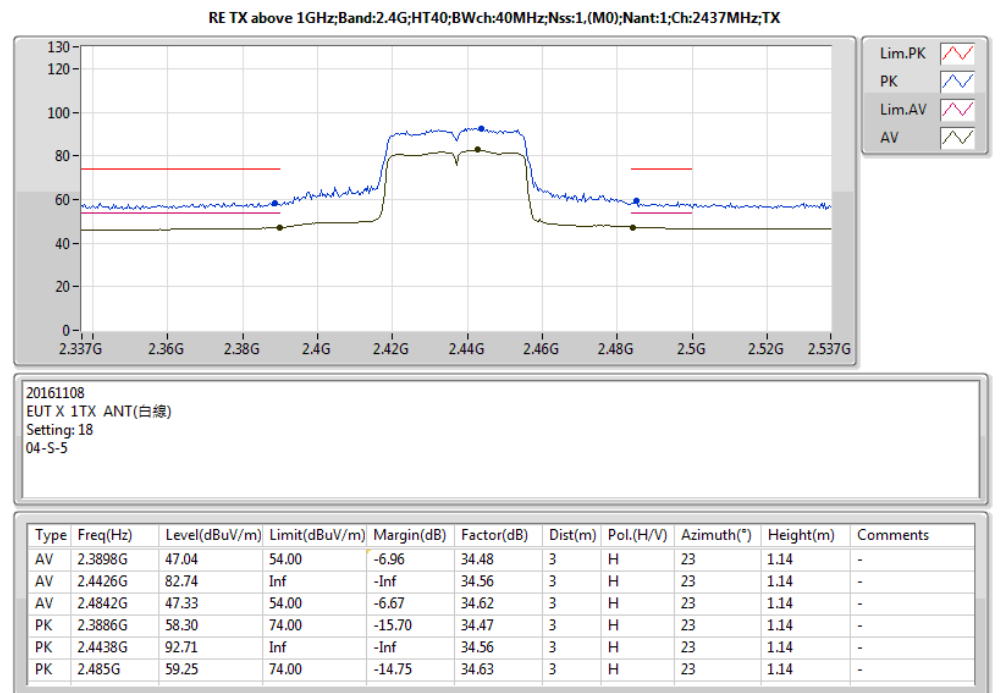 RE TX above 1GHz;Band:2.4G;HT40;BWch:40MHz;Nss:1,(M0);Nant:1;Ch:2437MHz;TX
130
120
100
80
60
40
20
0
2.337G 2.36G 2.38G 2.4G 2.42G 2.44G 2.46G 2.48G 2.5G 2.52G 2.537G
Lim.PK
PK
Lim.AV
AV
20161108
EUT X 1TX ANT(白線)
Setting: 18
04-S-5
Type Freq(Hz) Level(dBuV/m) Limit(dBuV/m) Margin(dB) Factor(dB) Dist(m) Pol.(H/V) Azimuth(°) Height(m) Comments
AV 2.3898G 47.04 54.00 -6.96 34.48 3 H 23 1.14 -
AV 2.4426G 82.74 Inf -Inf 34.56 3 H 23 1.14 -
AV 2.4842G 47.33 54.00 -6.67 34.62 3 H 23 1.14 -
PK 2.3886G 58.30 74.00 -15.70 34.47 3 H 23 1.14 -
PK 2.4438G 92.71 Inf -Inf 34.56 3 H 23 1.14 -
PK 2.485G 59.25 74.00 -14.75 34.63 3 H 23 1.14 -